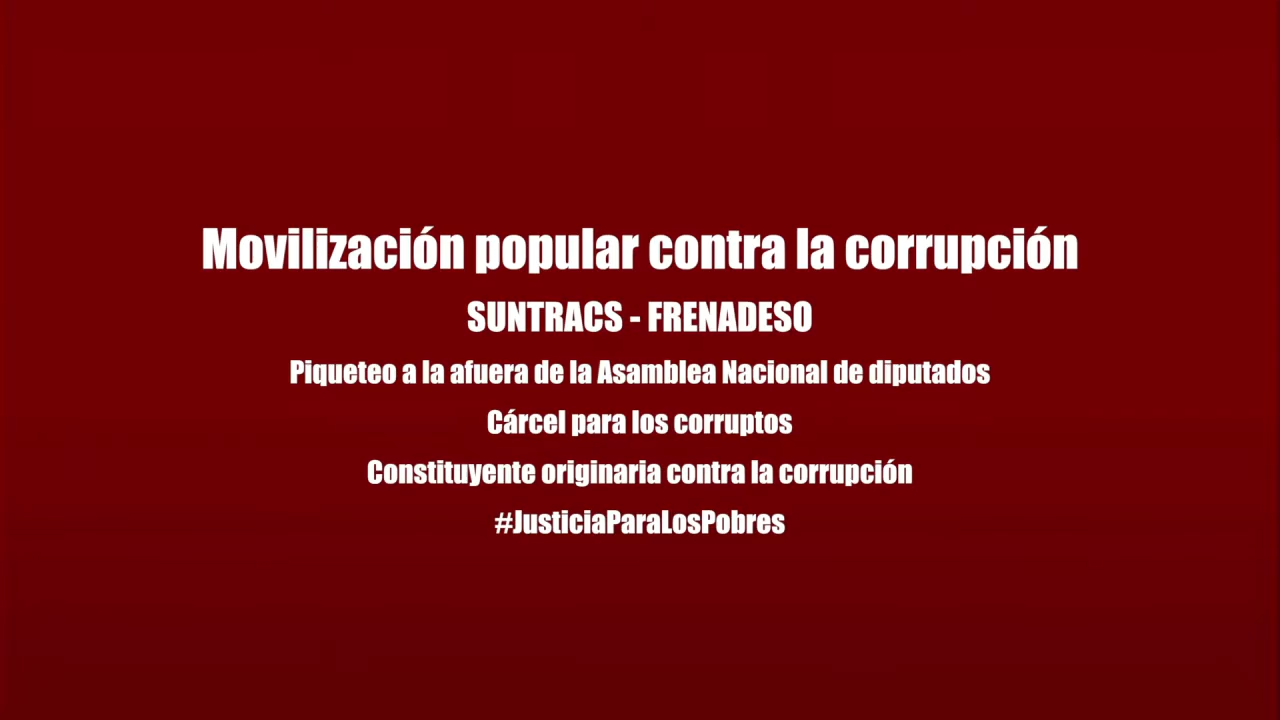 Movilización popular contra la corrupción
SUNTRACS - FRENADESO
Piqueteo a la afuera de la Asamblea Nacional de diputados
Cárcel para los corruptos
Constituyente originaria contra la corrupción
#JusticiaParaLosPobres